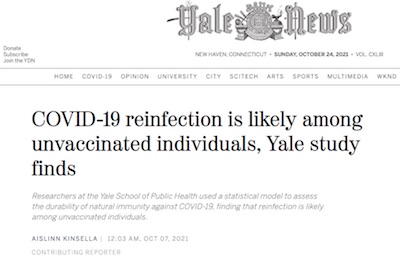 Yale News
Donate
Subscribe
Join the YDN
NEW HAVEN, CONNECTICUT • SUNDAY, OCTOBER 24, 2021 • VOL. CXLIII
HOME COVID-19 OPINION UNIVERSITY CITY SCITECH ARTS SPORTS MULTIMEDIA WKND
COVID-19 reinfection is likely among
unvaccinated individuals, Yale study
finds
Researchers at the Yale School of Public Health used a statistical model to assess
the durability of natural immunity against COVID-19, finding that reinfection is likely
among unvaccinated individuals.
AISLINN KINSELLA | 12:03 AM, OCT 07, 2021
CONTRIBUTING REPORTER